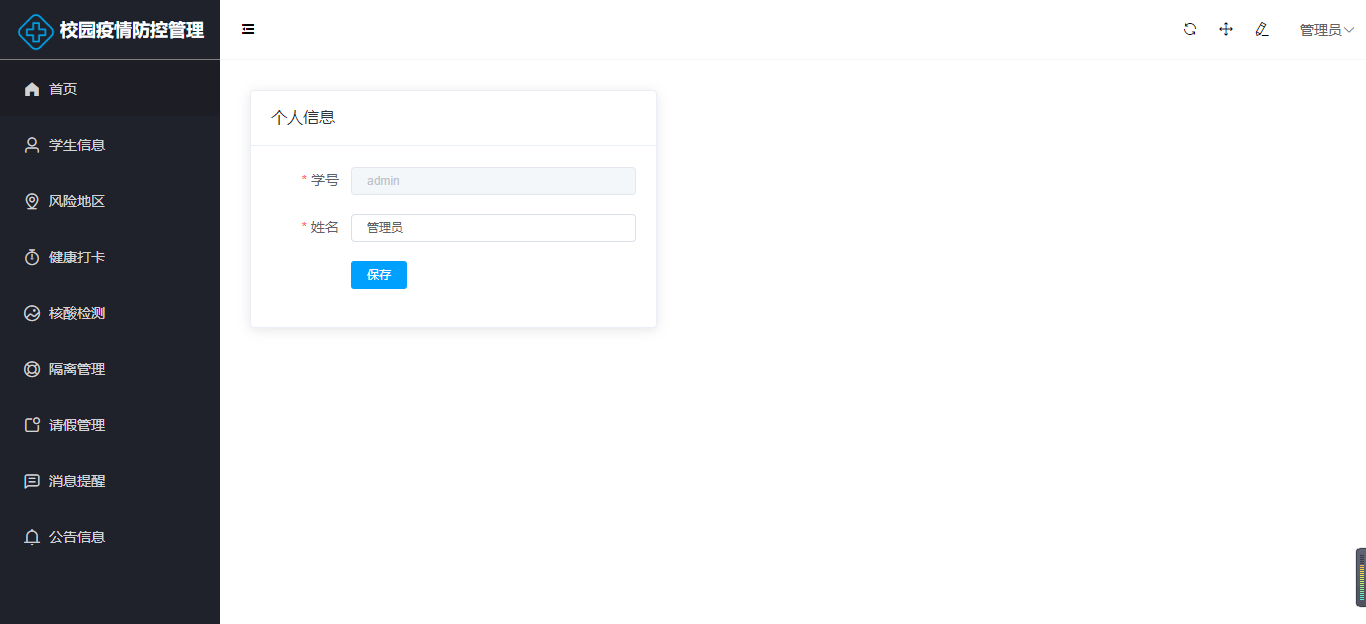 校园疫情防控管理
管理员
首页
学生信息
风险地区
健康打卡
核酸检测
隔离管理
请假管理
消息提醒
公告信息
个人信息
* 学号 admin
* 姓名 管理员
保存